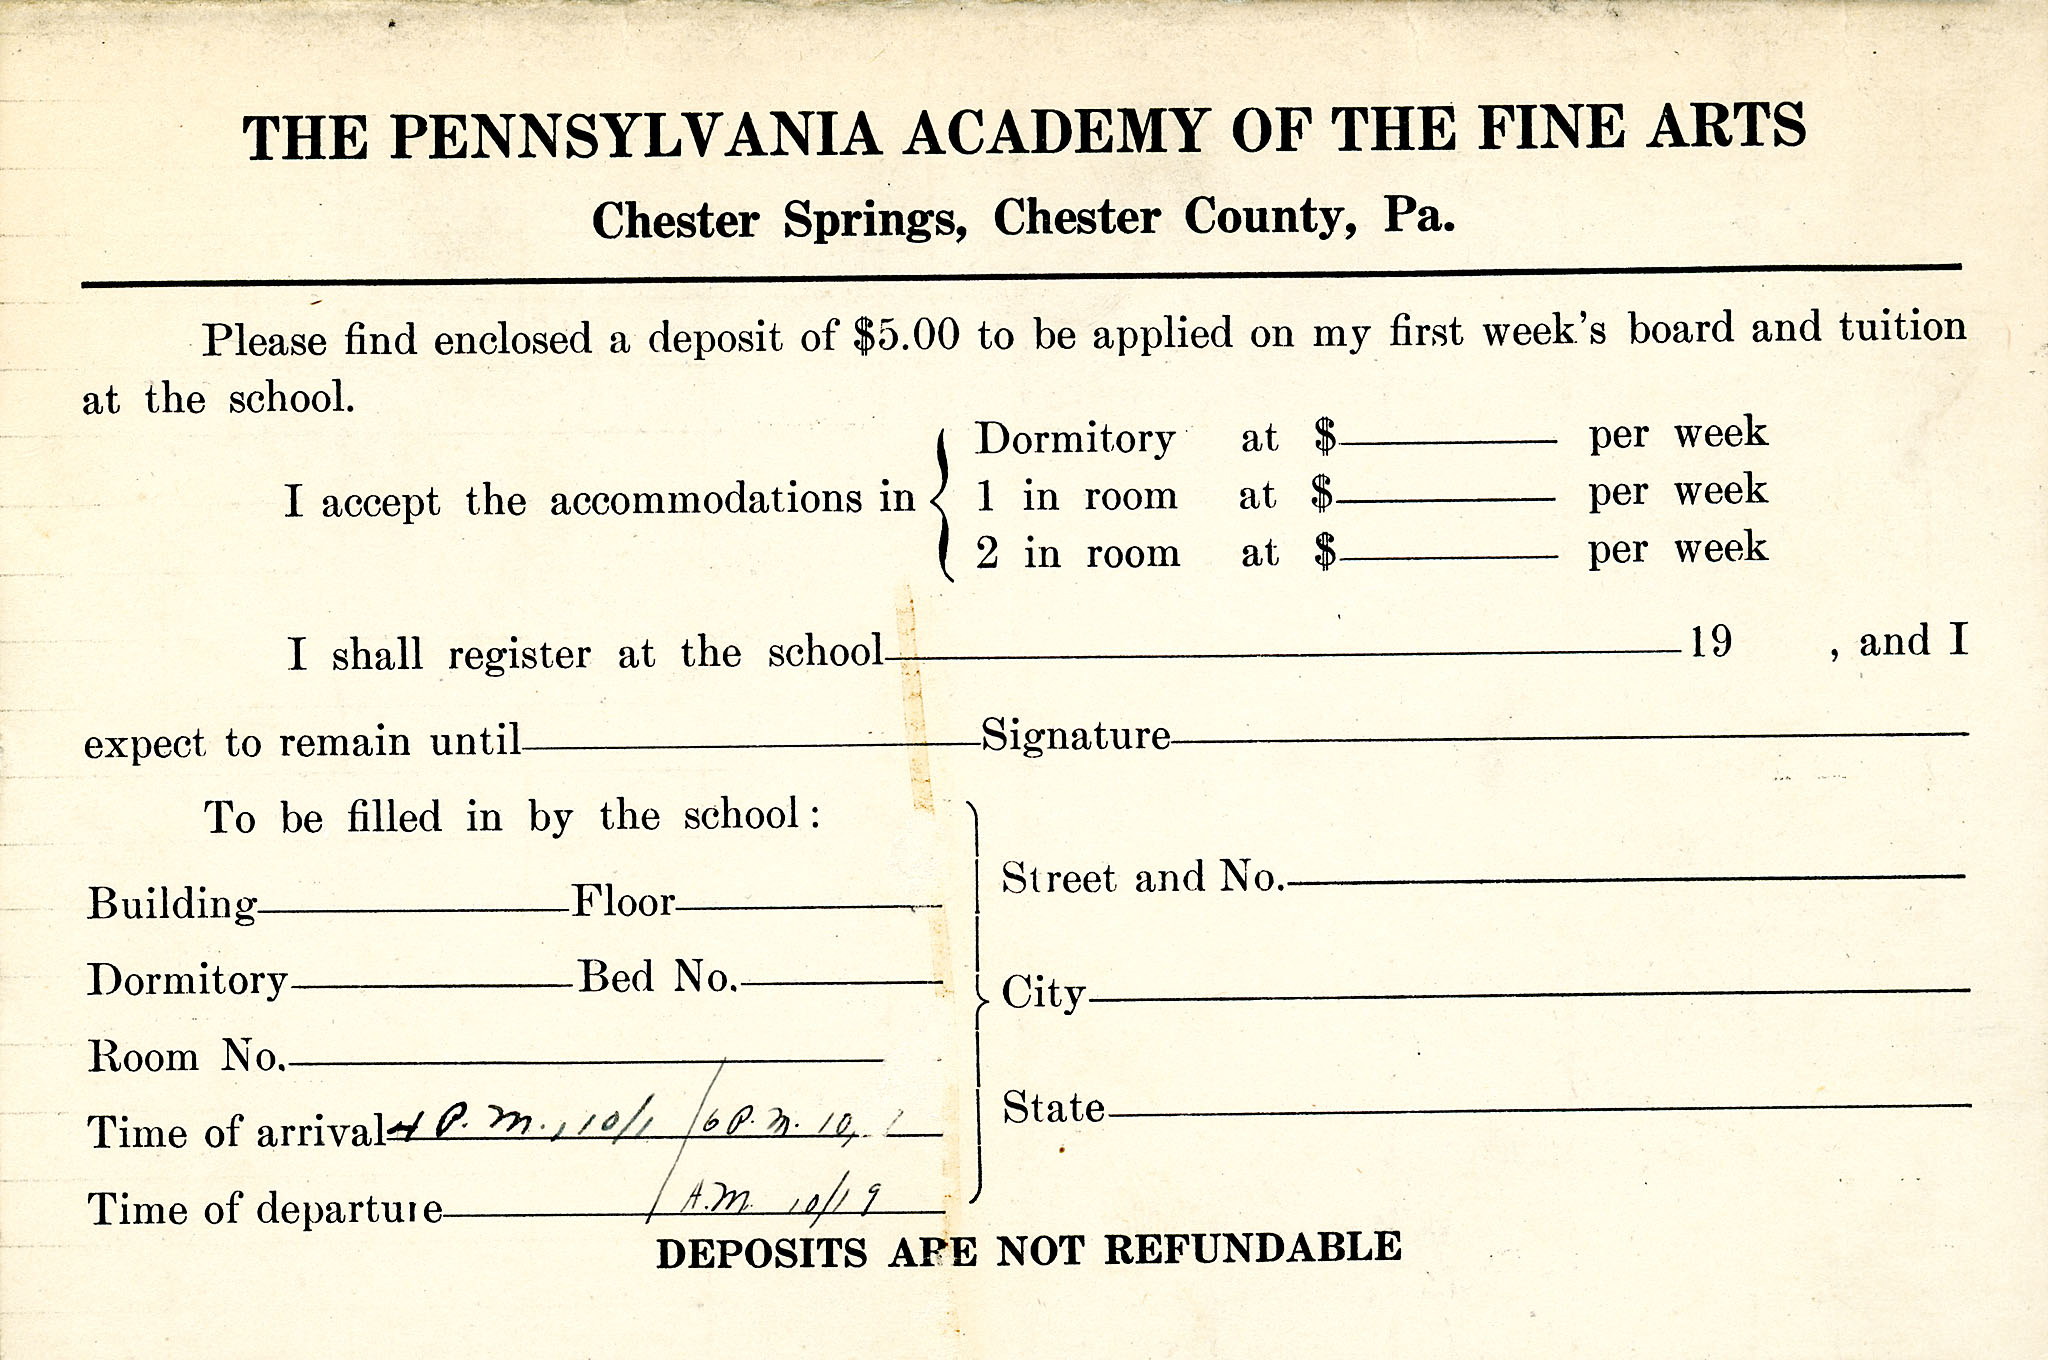 THE PENNSYLVANIA ACADEMY OF THE FINE ARTS
Chester Springs, Chester County, Pa.
Please find enclosed a deposit of $5.00 to be applied on my first week's board and tuition
at the school.
I accept the accommodations in
Dormitory at $ per week
1 in room at $ per week
2 in room at $ per week
I shall register at the school 19 , and I
expect to remain until Signature
To be filled in by the school:
Building Floor
Dormitory Bed No.
Room No.
Time of arrival 4 P.M., 10/1 / 6 P.M. 10,
Time of departure A.M. 10/19
Street and No.
City
State
DEPOSITS ARE NOT REFUNDABLE